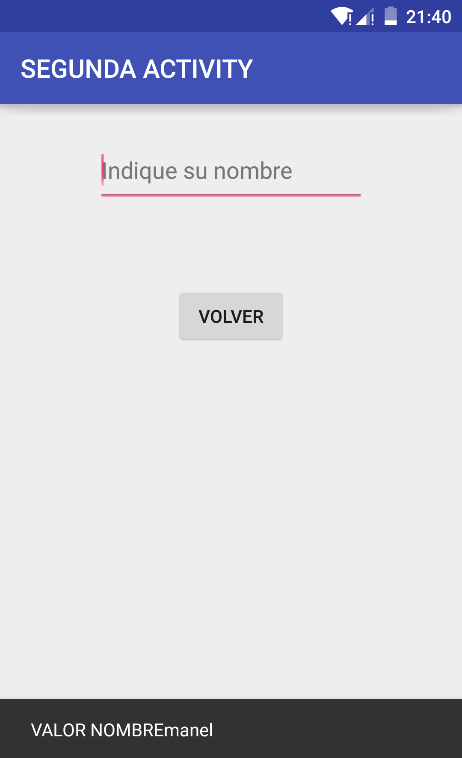 21:40
SEGUNDA ACTIVITY
Indique su nombre
VOLVER
VALOR NOMBREmanel